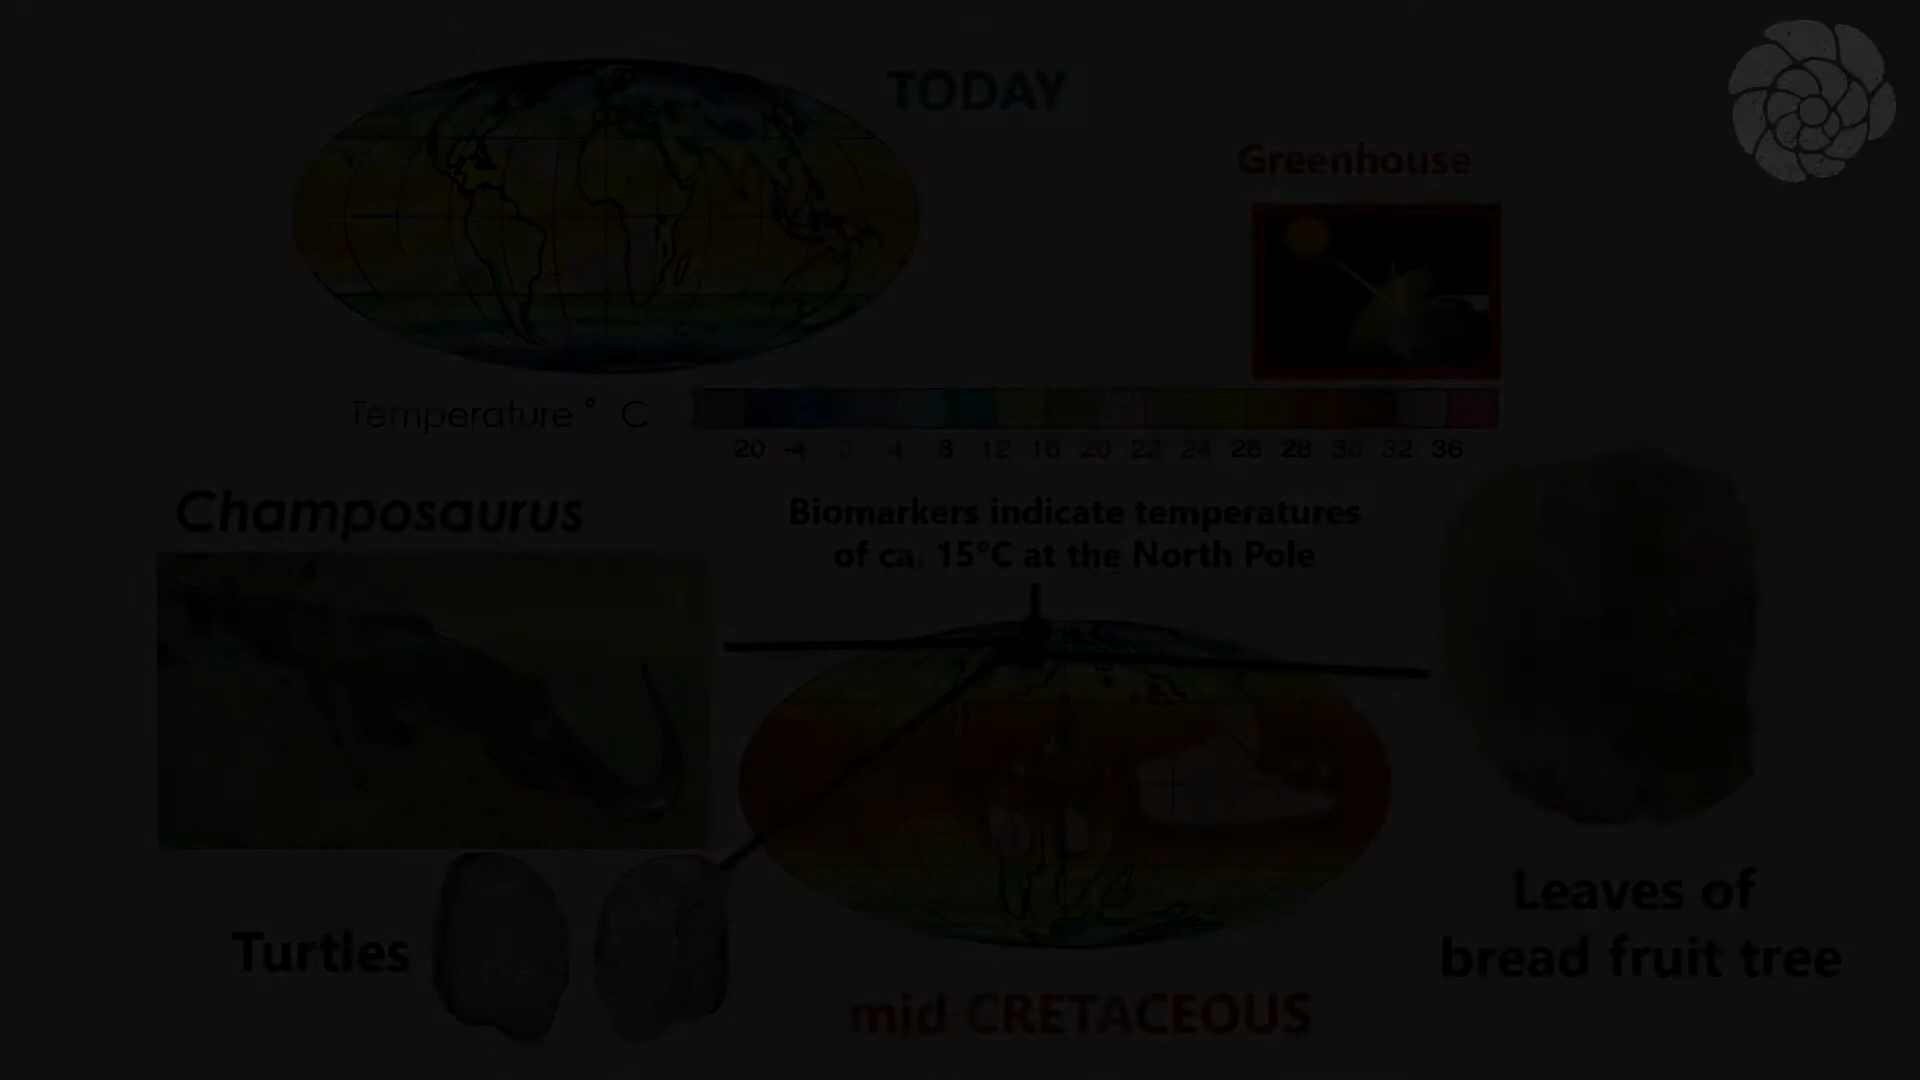 TODAY
Greenhouse
Temperature ° C
20 -4 0 4 8 12 16 20 22 24 26 28 30 32 36
Champosaurus
Biomarkers indicate temperatures
of ca. 15°C at the North Pole
Turtles
Leaves of
bread fruit tree
mid CRETACEOUS